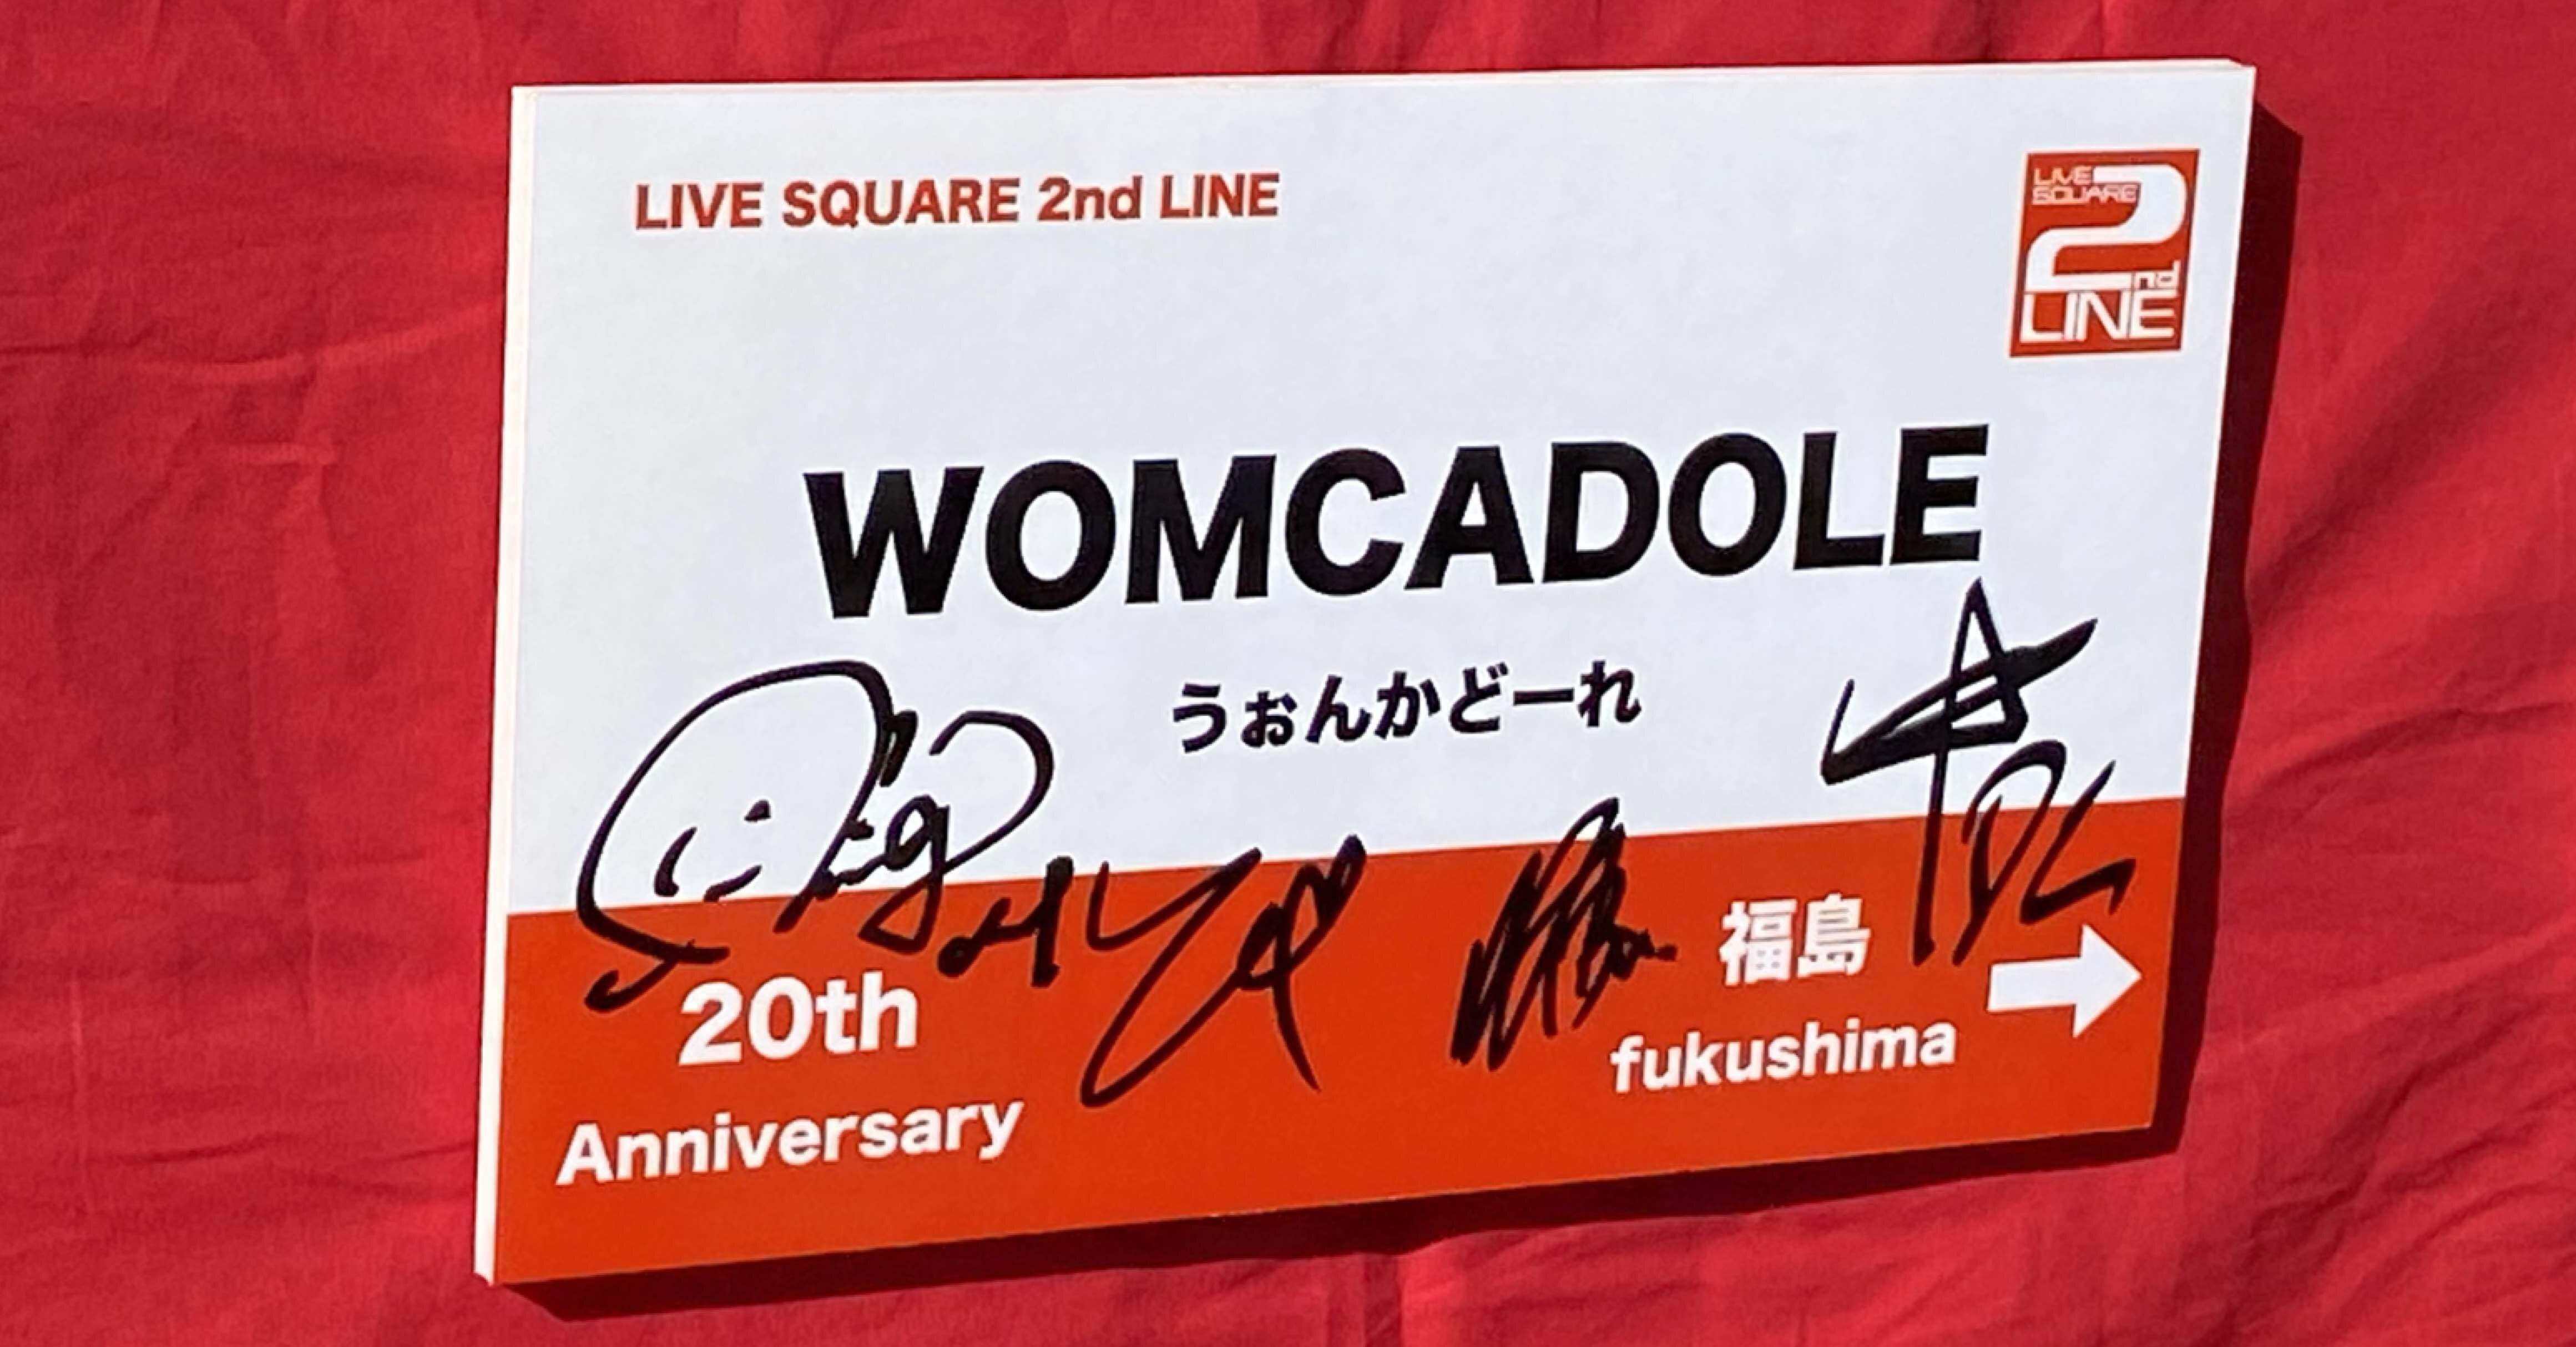 LIVE SQUARE 2nd LINE
LIVE
SQUARE
2nd
LINE
WOMCADOLE
うぉんかどーれ
20th
Anniversary
福島
fukushima